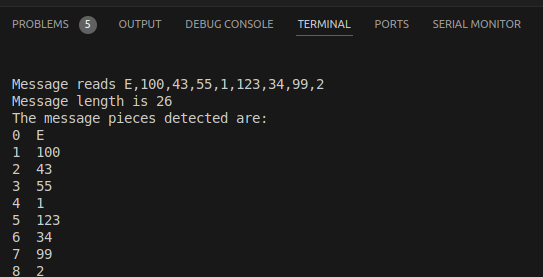 PROBLEMS 5 OUTPUT DEBUG CONSOLE TERMINAL PORTS SERIAL MONITOR
Message reads E,100,43,55,1,123,34,99,2
Message length is 26
The message pieces detected are:
0 E
1 100
2 43
3 55
4 1
5 123
6 34
7 99
8 2